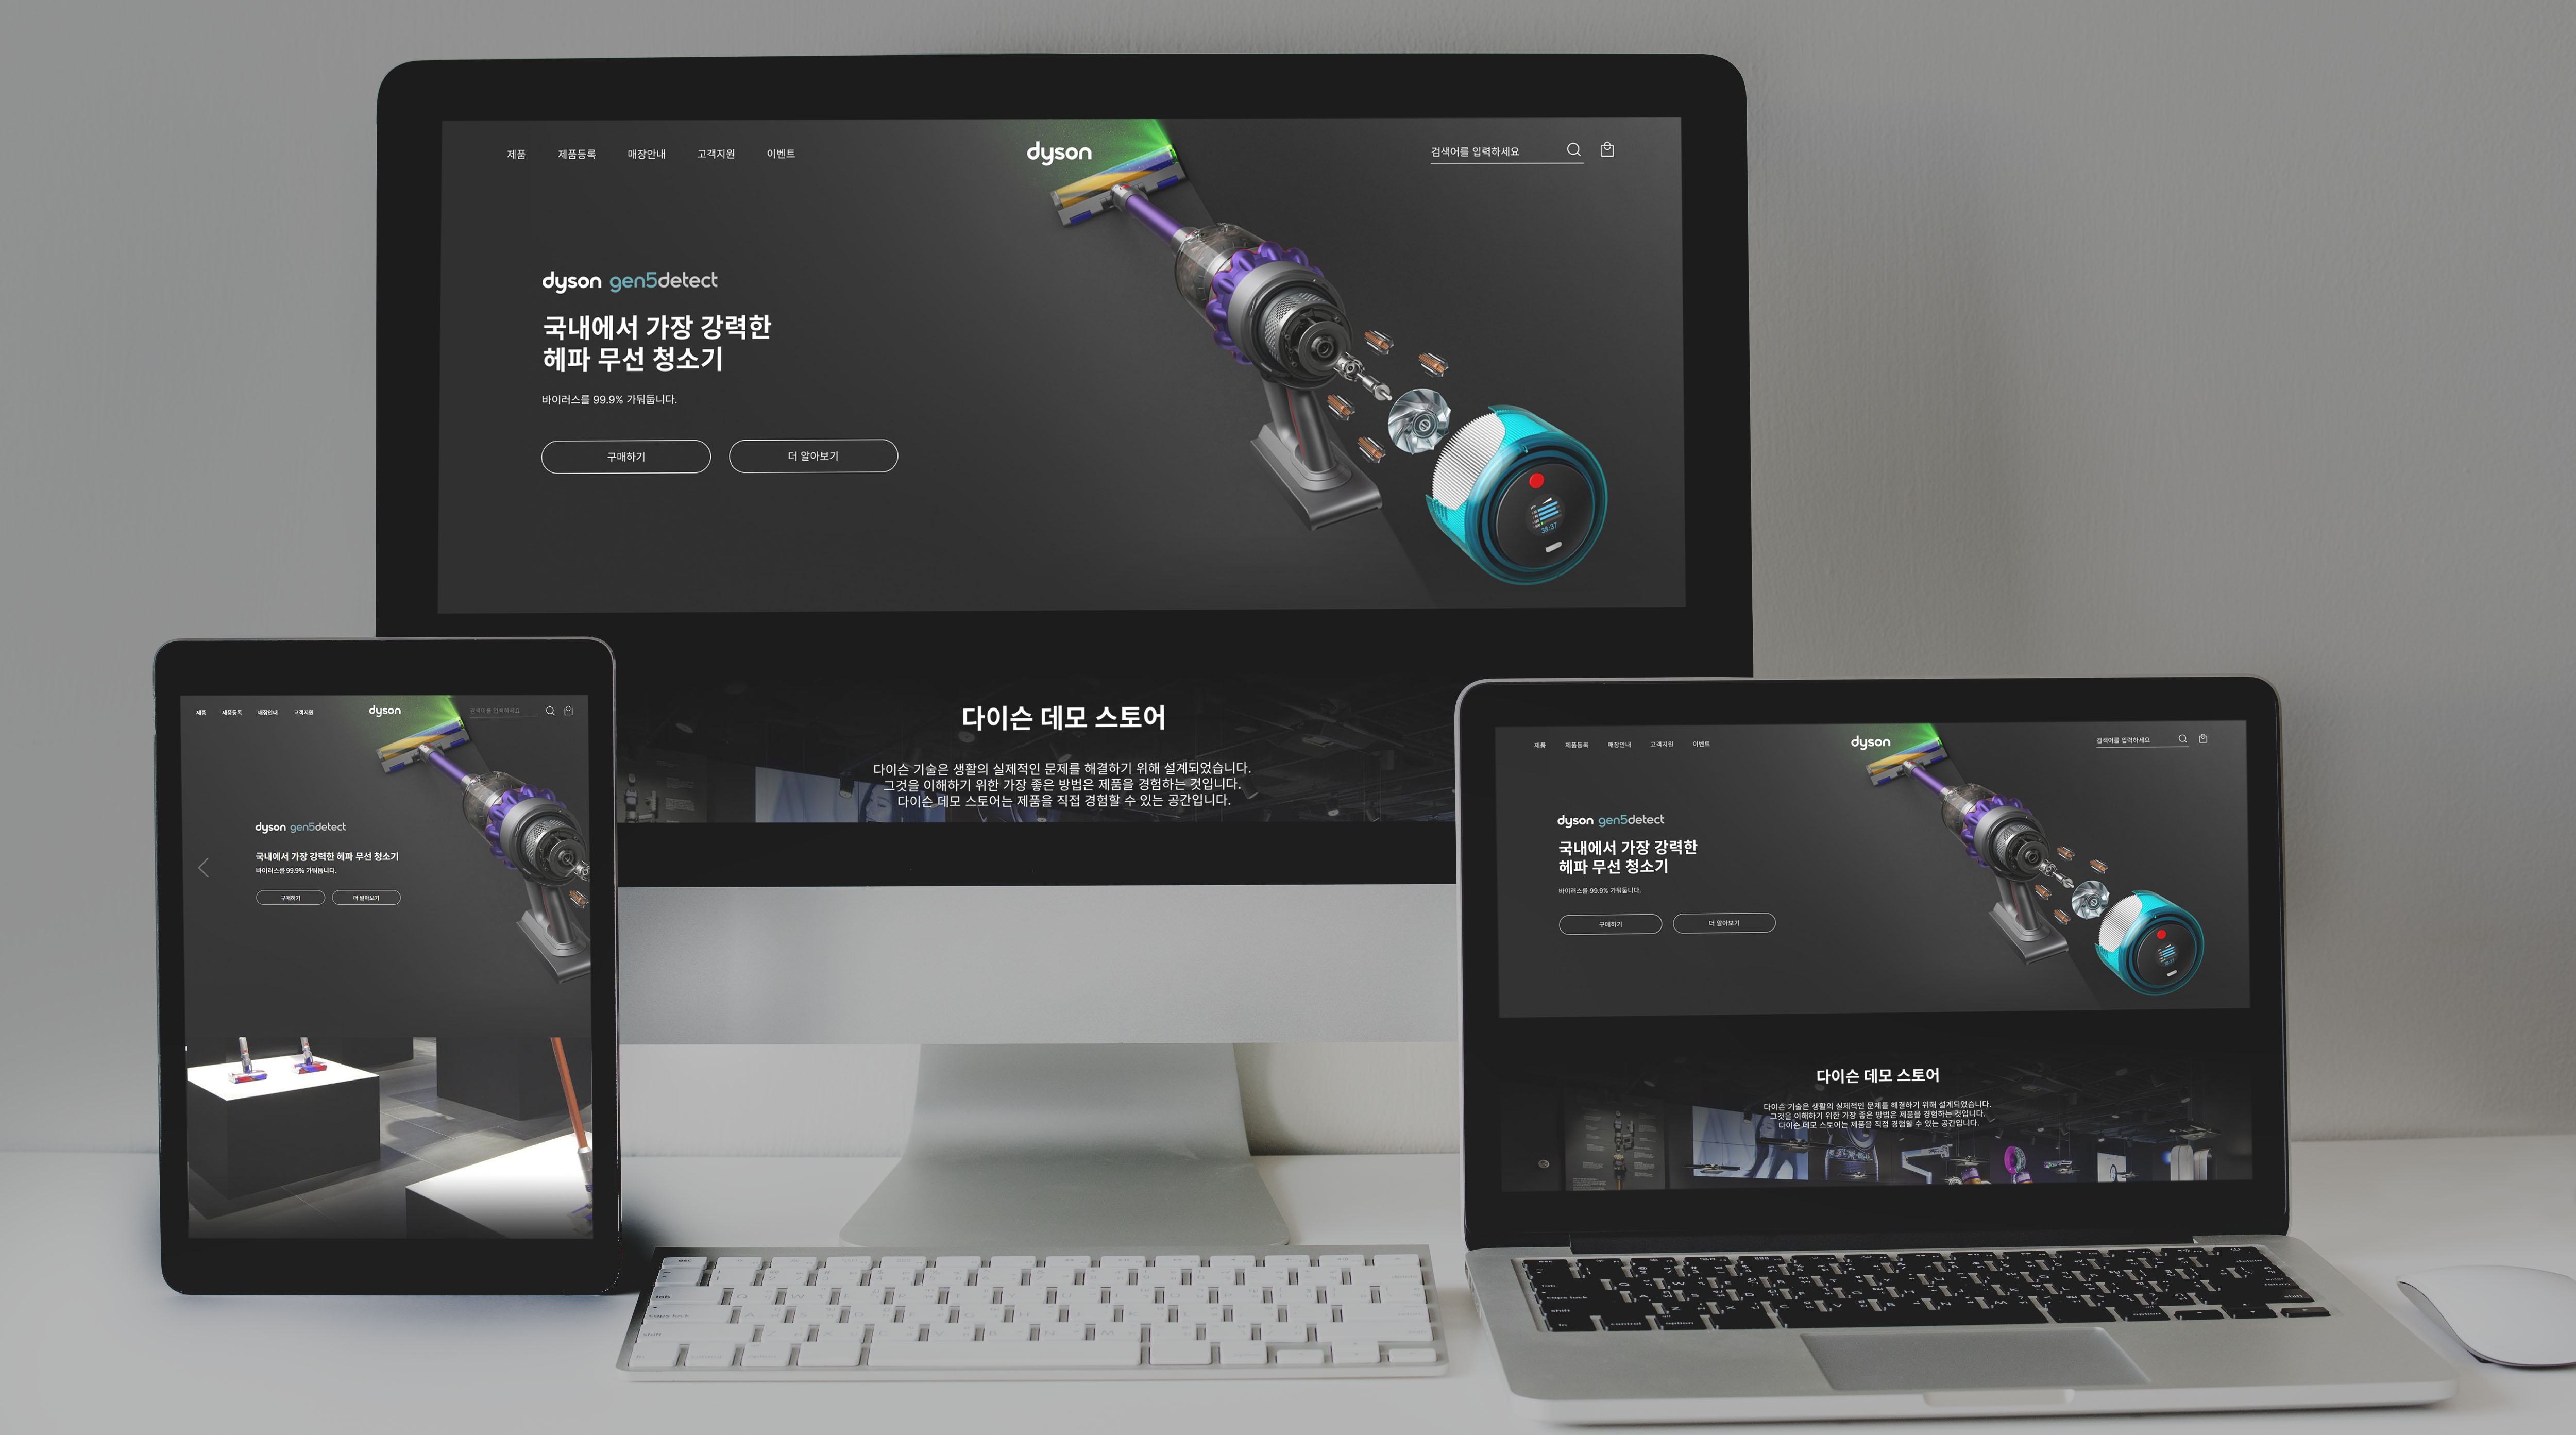 제품 제품등록 매장안내 고객지원 이벤트
dyson
검색어를 입력하세요
dyson gen5detect
국내에서 가장 강력한
헤파 무선 청소기
바이러스를 99.9% 가둬둡니다.
구매하기 더 알아보기
다이슨 데모 스토어
다이슨 기술은 생활의 실제적인 문제를 해결하기 위해 설계되었습니다.
그것을 이해하기 위한 가장 좋은 방법은 제품을 경험하는 것입니다.
다이슨 데모 스토어는 제품을 직접 경험할 수 있는 공간입니다.
제품 제품등록 매장안내 고객지원
dyson
검색어를 입력하세요
dyson gen5detect
국내에서 가장 강력한 헤파 무선 청소기
바이러스를 99.9% 가둬둡니다.
구매하기 더 알아보기
제품 제품등록 매장안내 고객지원 이벤트
dyson
검색어를 입력하세요
dyson gen5detect
국내에서 가장 강력한
헤파 무선 청소기
바이러스를 99.9% 가둬둡니다.
구매하기 더 알아보기
다이슨 데모 스토어
다이슨 기술은 생활의 실제적인 문제를 해결하기 위해 설계되었습니다.
그것을 이해하기 위한 가장 좋은 방법은 제품을 경험하는 것입니다.
다이슨 데모 스토어는 제품을 직접 경험할 수 있는 공간입니다.
caps lock
shift
caps lock
shift
fn control option